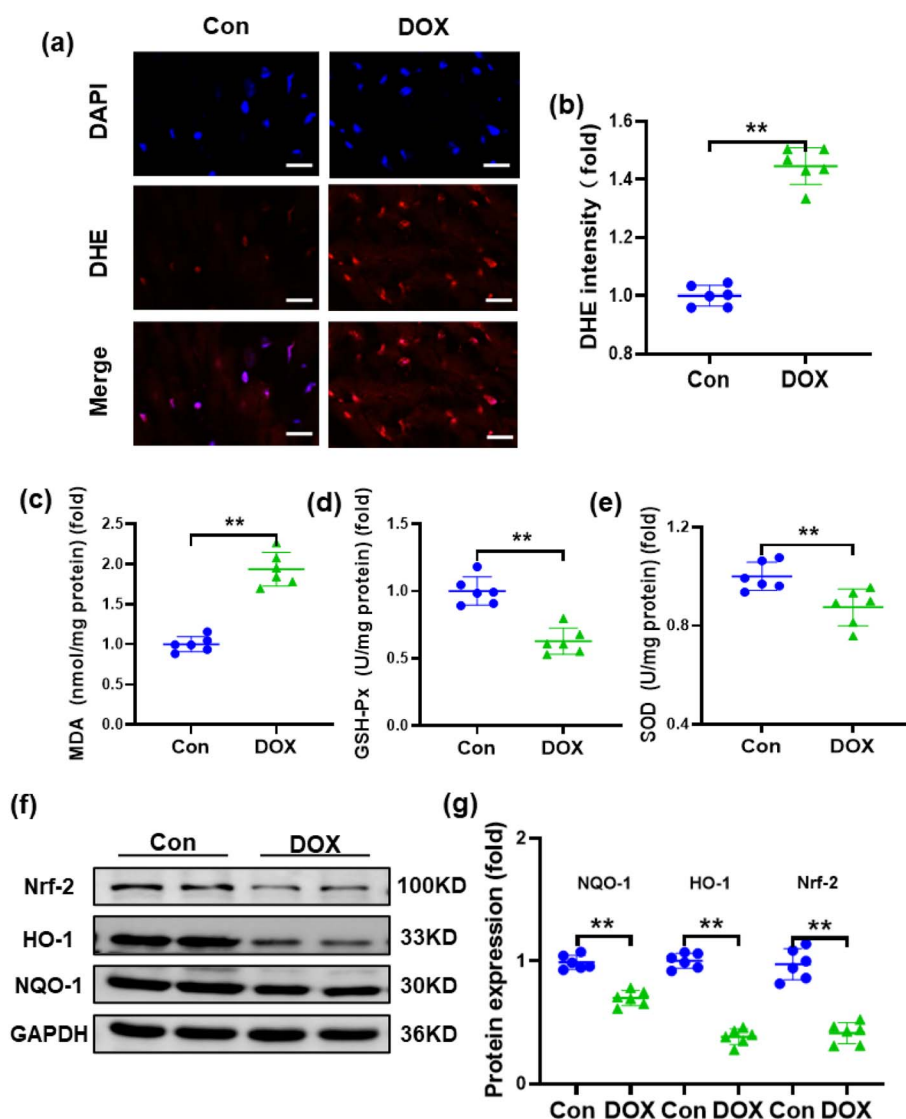 (a)
Con DOX
DAPI
DHE
Merge
(b)
DHE intensity（fold)
1.6
1.4
1.2
1.0
0.8
**
Con DOX
(c)
MDA (nmol/mg protein) (fold)
2.5
2.0
1.5
1.0
0.5
0.0
**
Con DOX
(d)
GSH-Px (U/mg protein) (fold)
1.5
1.0
0.5
0.0
**
Con DOX
(e)
SOD (U/mg protein) (fold)
1.2
0.8
0.4
**
Con DOX
(f)
Con DOX
Nrf-2 100KD
HO-1 33KD
NQO-1 30KD
GAPDH 36KD
(g)
Protein expression (fold)
2
1
0
NQO-1 HO-1 Nrf-2
** ** **
Con DOX Con DOX Con DOX